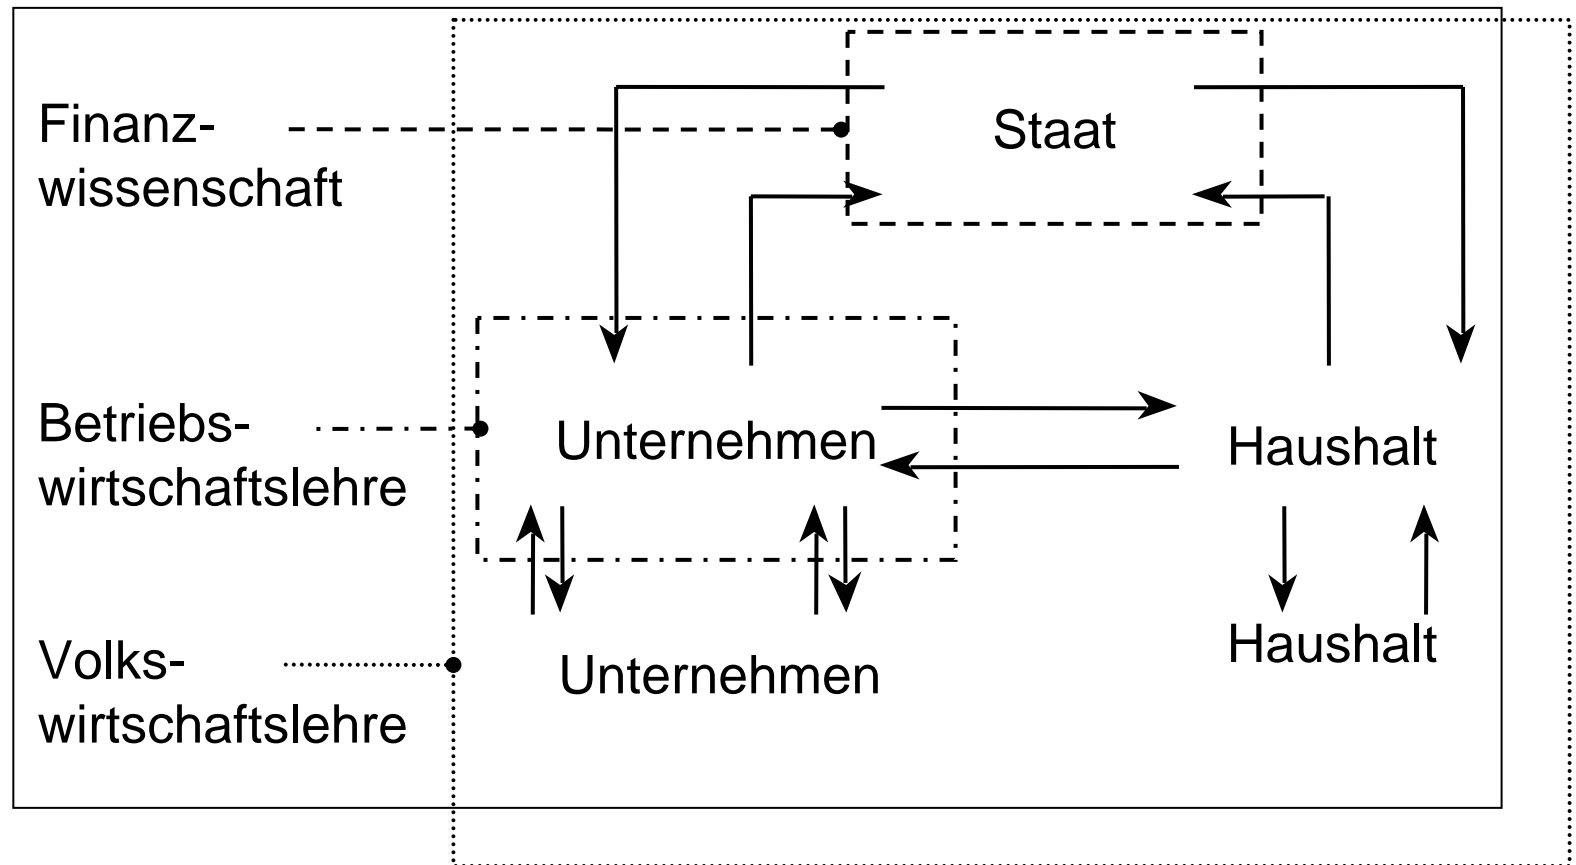 Finanz-
wissenschaft
Staat
Betriebs-
wirtschaftslehre
Unternehmen
Haushalt
Volks-
wirtschaftslehre
Unternehmen
Haushalt